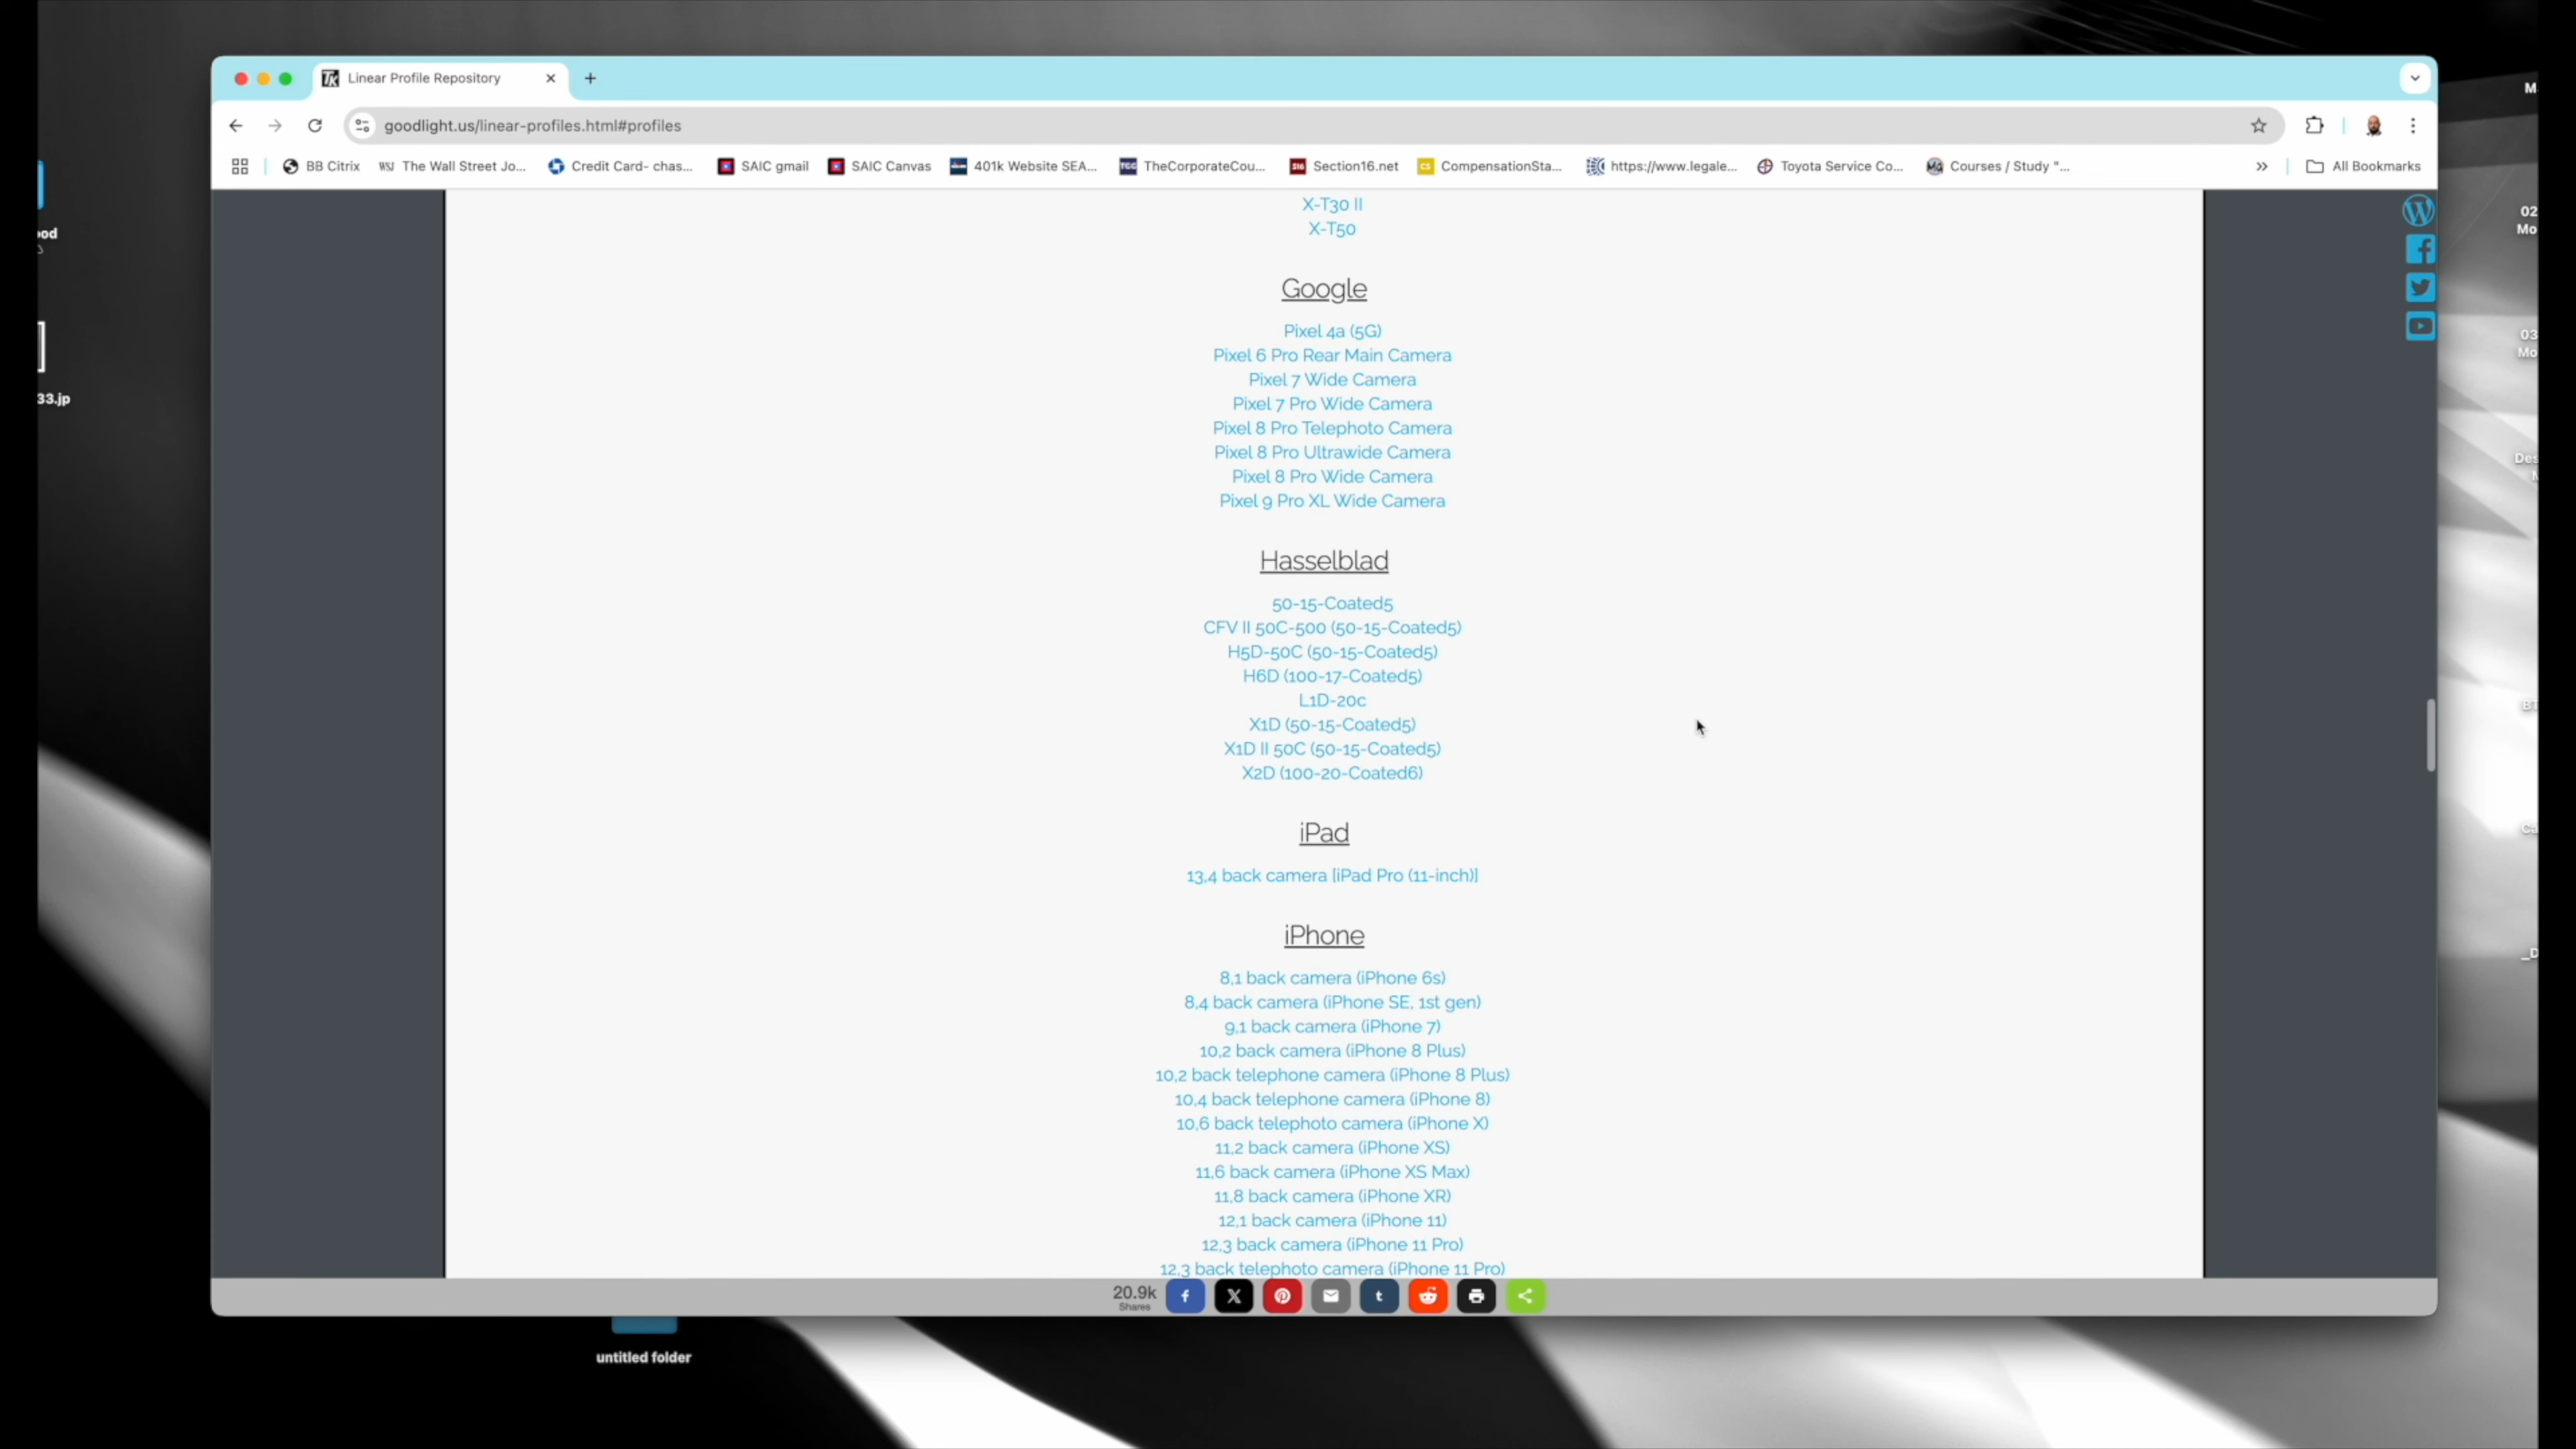 Linear Profile Repository
goodlight.us/linear-profiles.html#profiles
BB Citrix
WSJ The Wall Street Jo...
Credit Card- chas...
SAIC gmail
SAIC Canvas
401k Website SEA...
TCC TheCorporateCou...
S16 Section16.net
CS CompensationSta...
https://www.legale...
Toyota Service Co...
Courses / Study "...
»
All Bookmarks
X-T30 II
X-T50
Google
Pixel 4a (5G)
Pixel 6 Pro Rear Main Camera
Pixel 7 Wide Camera
Pixel 7 Pro Wide Camera
Pixel 8 Pro Telephoto Camera
Pixel 8 Pro Ultrawide Camera
Pixel 8 Pro Wide Camera
Pixel 9 Pro XL Wide Camera
Hasselblad
50-15-Coated5
CFV II 50C-500 (50-15-Coated5)
H5D-50C (50-15-Coated5)
H6D (100-17-Coated5)
L1D-20c
X1D (50-15-Coated5)
X1D II 50C (50-15-Coated5)
X2D (100-20-Coated6)
iPad
13,4 back camera [iPad Pro (11-inch)]
iPhone
8,1 back camera (iPhone 6s)
8,4 back camera (iPhone SE, 1st gen)
9,1 back camera (iPhone 7)
10,2 back camera (iPhone 8 Plus)
10,2 back telephone camera (iPhone 8 Plus)
10,4 back telephone camera (iPhone 8)
10,6 back telephoto camera (iPhone X)
11,2 back camera (iPhone XS)
11,6 back camera (iPhone XS Max)
11,8 back camera (iPhone XR)
12,1 back camera (iPhone 11)
12,3 back camera (iPhone 11 Pro)
12,3 back telephoto camera (iPhone 11 Pro)
20.9k
Shares
untitled folder
ood
33.jp
02
Mo
03
Mo
Des